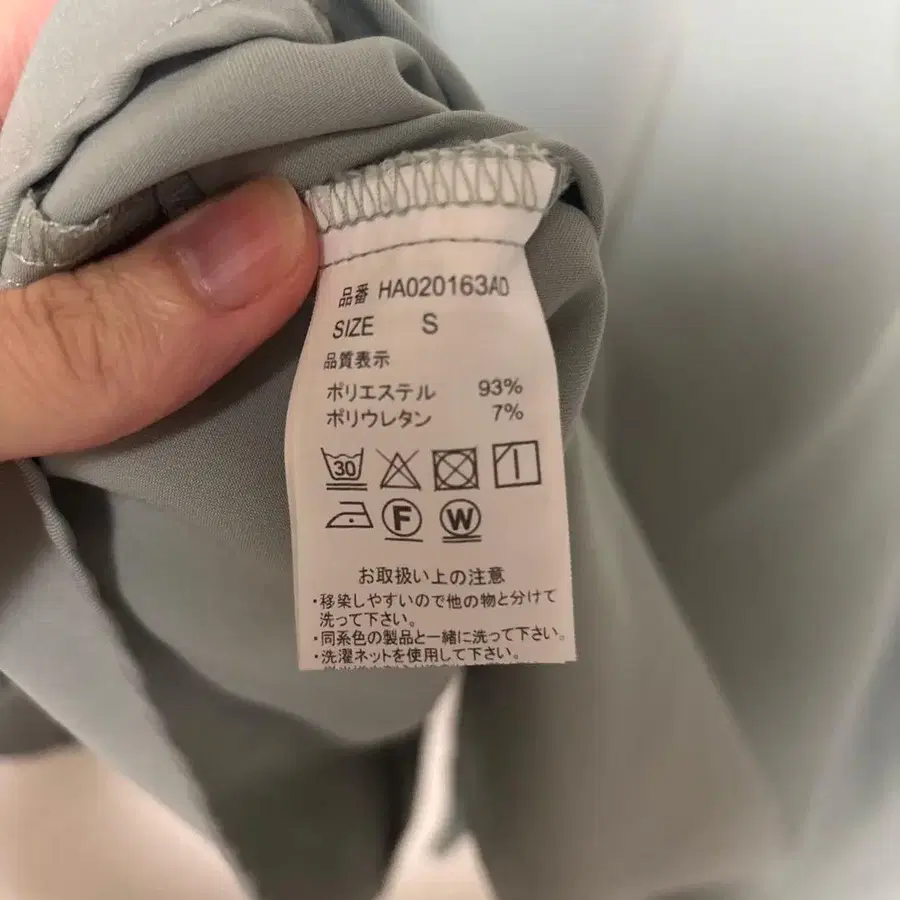 品番 HA020163AD
SIZE S
品質表示
ポリエステル 93%
ポリウレタン 7%
30
F W
お取扱い上の注意
・移染しやすいので他の物と分けて
洗って下さい。
・同系色の製品と一緒に洗って下さい。
・洗濯ネットを使用して下さい。